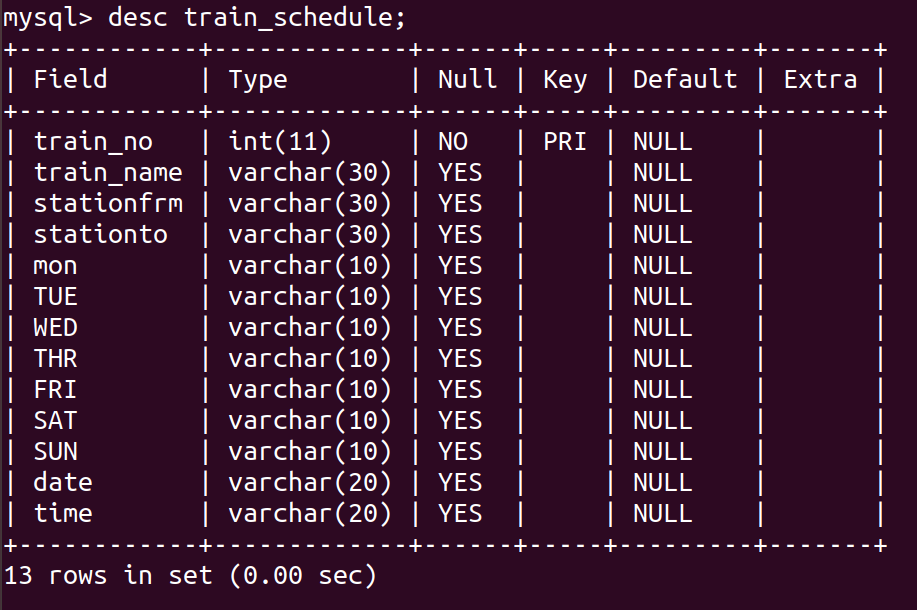 mysql> desc train_schedule;
+------------+-------------+------+-----+---------+-------+
| Field      | Type        | Null | Key | Default | Extra |
+------------+-------------+------+-----+---------+-------+
| train_no   | int(11)     | NO   | PRI | NULL    |       |
| train_name | varchar(30) | YES  |     | NULL    |       |
| stationfrm | varchar(30) | YES  |     | NULL    |       |
| stationto  | varchar(30) | YES  |     | NULL    |       |
| mon        | varchar(10) | YES  |     | NULL    |       |
| TUE        | varchar(10) | YES  |     | NULL    |       |
| WED        | varchar(10) | YES  |     | NULL    |       |
| THR        | varchar(10) | YES  |     | NULL    |       |
| FRI        | varchar(10) | YES  |     | NULL    |       |
| SAT        | varchar(10) | YES  |     | NULL    |       |
| SUN        | varchar(10) | YES  |     | NULL    |       |
| date       | varchar(20) | YES  |     | NULL    |       |
| time       | varchar(20) | YES  |     | NULL    |       |
+------------+-------------+------+-----+---------+-------+
13 rows in set (0.00 sec)